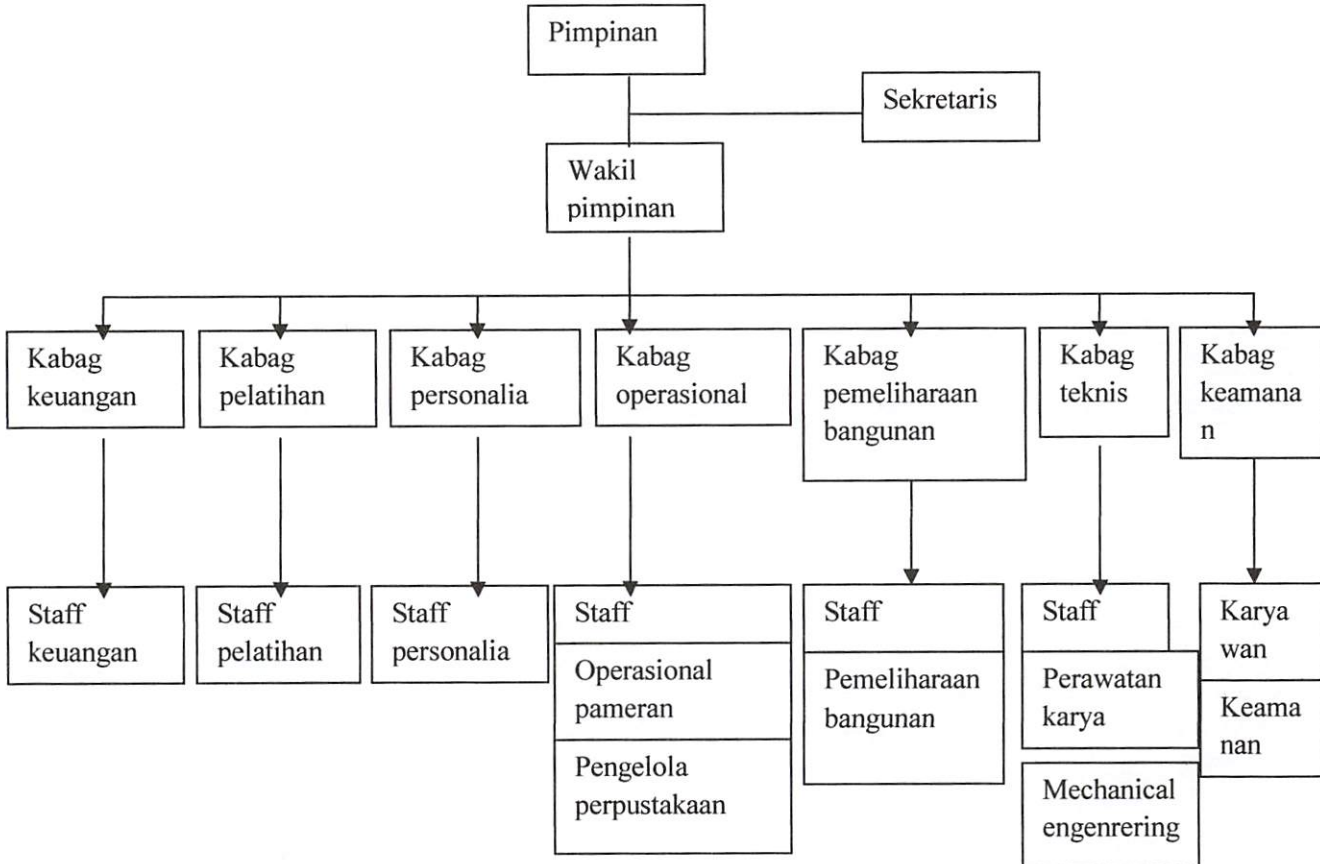 Pimpinan
Sekretaris
Wakil
pimpinan
Kabag
keuangan
Kabag
pelatihan
Kabag
personalia
Kabag
operasional
Kabag
pemeliharaan
bangunan
Kabag
teknis
Kabag
keamana
n
Staff
keuangan
Staff
pelatihan
Staff
personalia
Staff
Operasional
pameran
Pengelola
perpustakaan
Staff
Pemeliharaan
bangunan
Staff
Perawatan
karya
Mechanical
engenrering
Karya
wan
Keama
nan